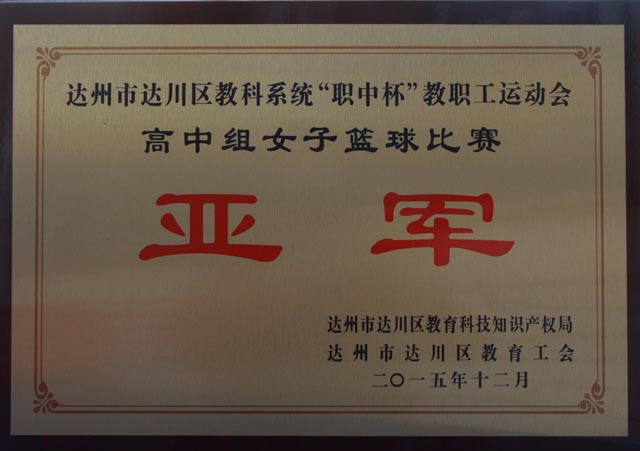 达州市达川区教科系统“职中杯”教职工运动会
高中组女子篮球比赛
亚军
达州市达川区教育科技知识产权局
达州市达川区教育工会
二〇一五年十二月